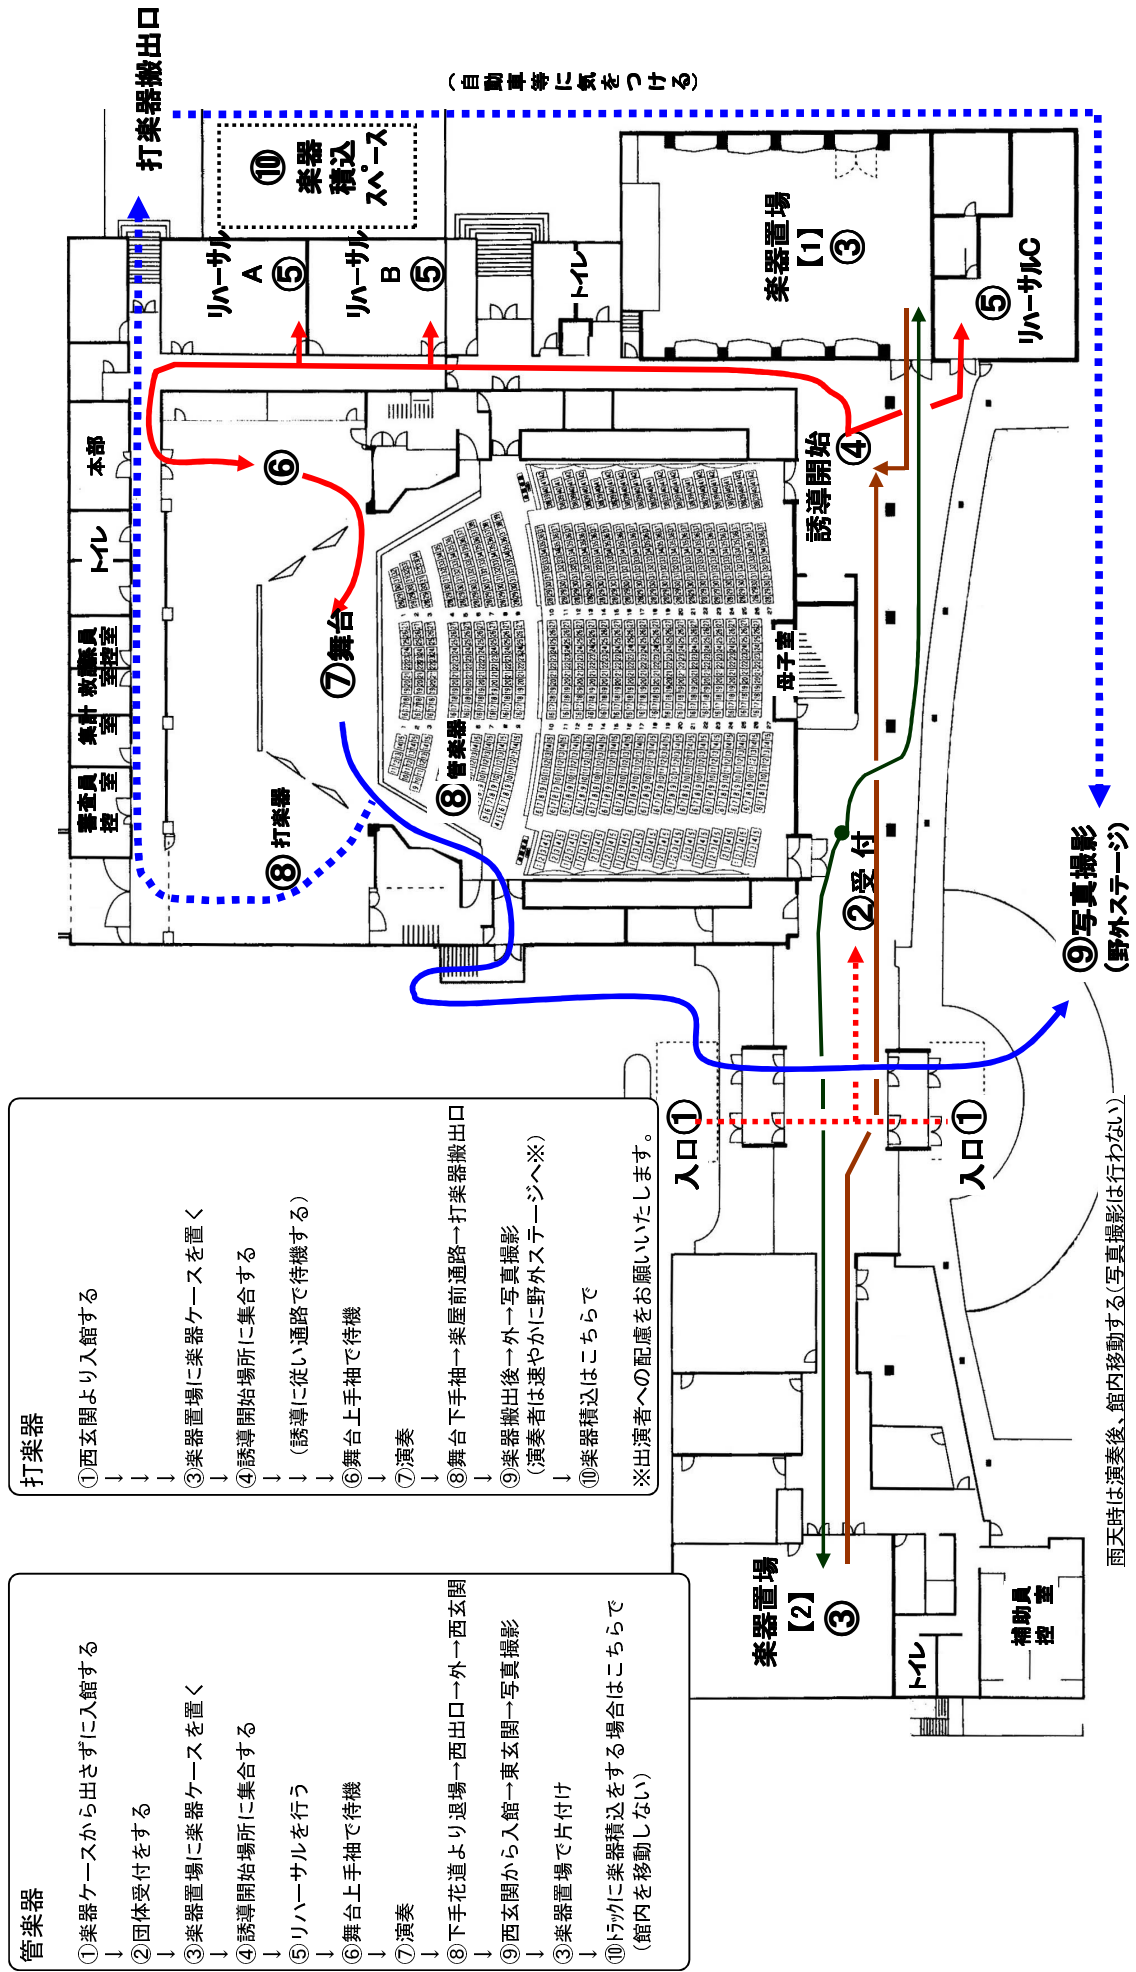 管楽器
①楽器ケースから出さずに入館する
↓
②団体受付をする
↓
③楽器置場に楽器ケースを置く
↓
④誘導開始場所に集合する
↓
⑤リハーサルを行う
↓
⑥舞台上手袖で待機
↓
⑦演奏
↓
⑧下手花道より退場→西出口→外→西玄関
↓
⑨西玄関から入館→東玄関→写真撮影
↓
③楽器置場で片付け
↓
⑩トラックに楽器積込をする場合はこちらで
(館内を移動しない)
打楽器
①西玄関より入館する
↓
↓
↓
③楽器置場に楽器ケースを置く
↓
④誘導開始場所に集合する
↓
↓(誘導に従い通路で待機する)
↓
⑥舞台上手袖で待機
↓
⑦演奏
↓
⑧舞台下手袖→楽屋前通路→打楽器搬出口
↓
⑨楽器搬出後→外→写真撮影
(演奏者は速やかに野外ステージへ※)
↓
⑩楽器積込はこちらで
※出演者への配慮をお願いいたします。
審査員
控 室
集計
室
救護
室
係員
控室
トイレ
本部
打楽器搬出口
⑩
楽器
積込
スペース
(自動車等に気をつける)
リハーサル
A
⑤
リハーサル
B
⑤
トイレ
楽器置場
【1】
③
⑤
リハーサルC
⑥
⑦舞台
⑧打楽器
⑧管楽器
母子室
誘導開始
④
②受付
入口①
入口①
⑨写真撮影
(野外ステージ)
楽器置場
【2】
③
トイレ
補助員
控 室
雨天時は演奏後、館内移動する(写真撮影は行わない)